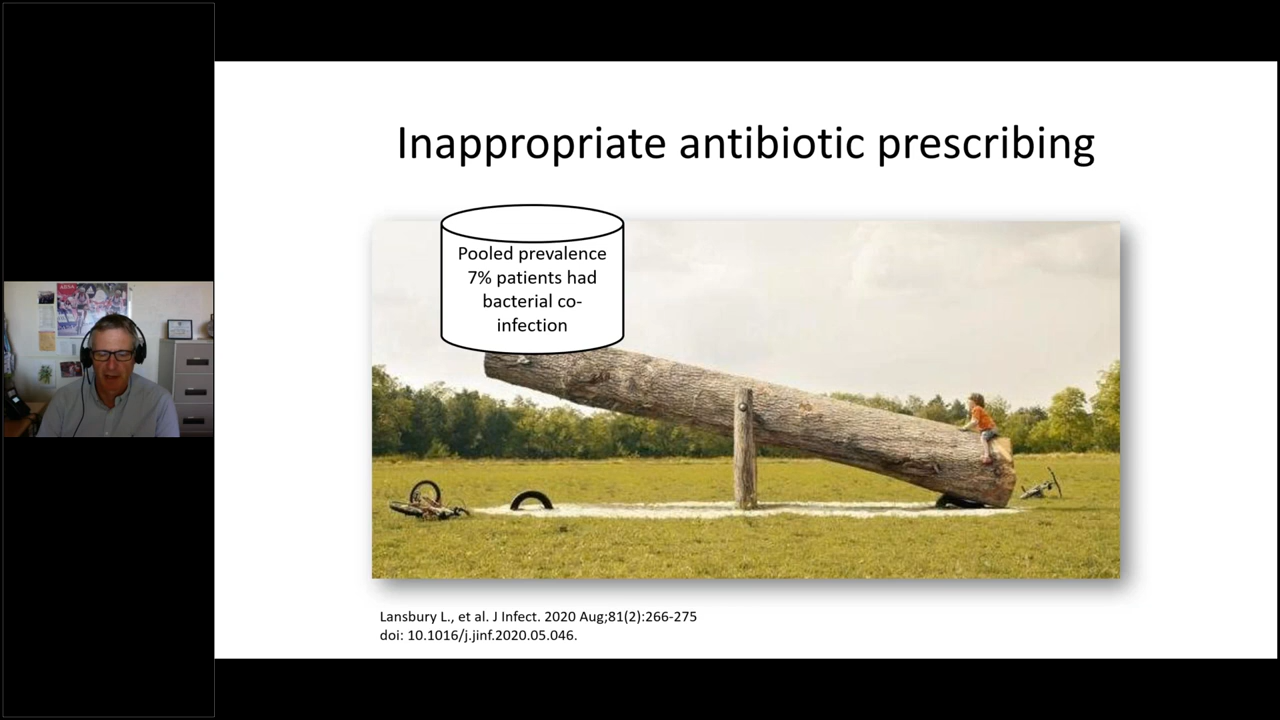 Inappropriate antibiotic prescribing
Pooled prevalence
7% patients had
bacterial co-
infection
Lansbury L., et al. J Infect. 2020 Aug;81(2):266-275
doi: 10.1016/j.jinf.2020.05.046.